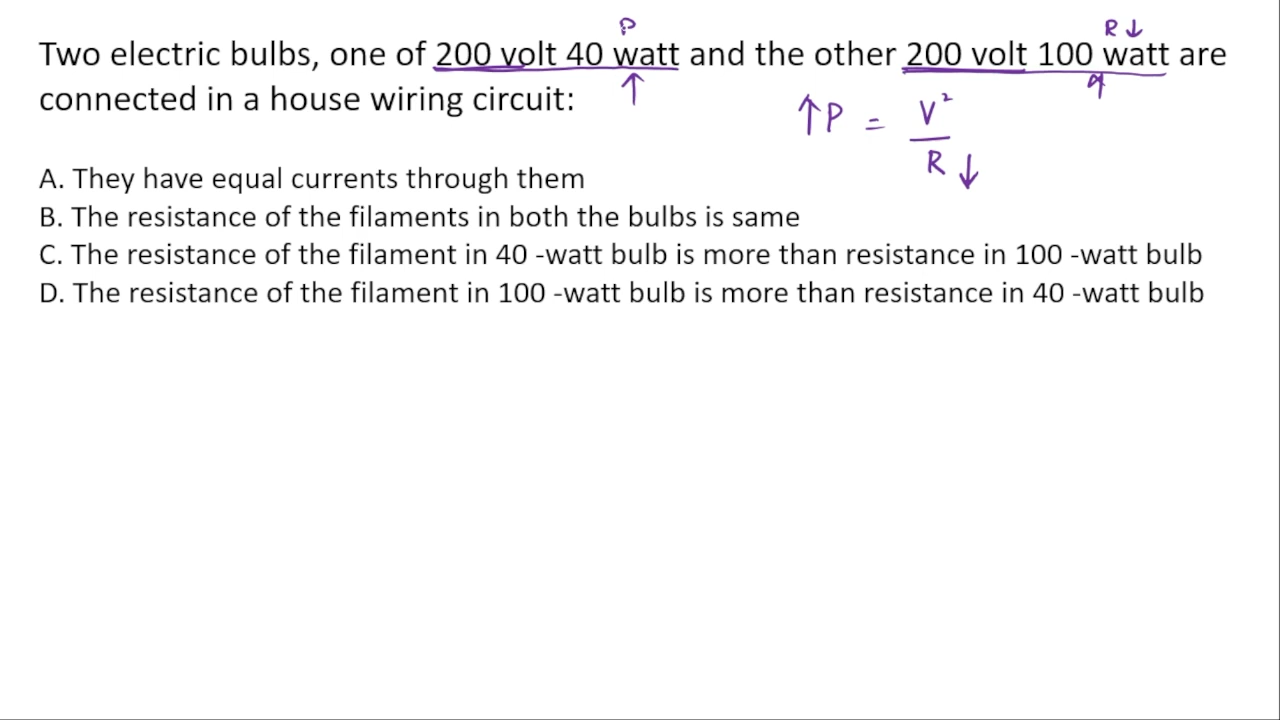 P
R ↓
Two electric bulbs, one of 200 volt 40 watt and the other 200 volt 100 watt are
connected in a house wiring circuit:
↑P = V²
R ↓
A. They have equal currents through them
B. The resistance of the filaments in both the bulbs is same
C. The resistance of the filament in 40 -watt bulb is more than resistance in 100 -watt bulb
D. The resistance of the filament in 100 -watt bulb is more than resistance in 40 -watt bulb